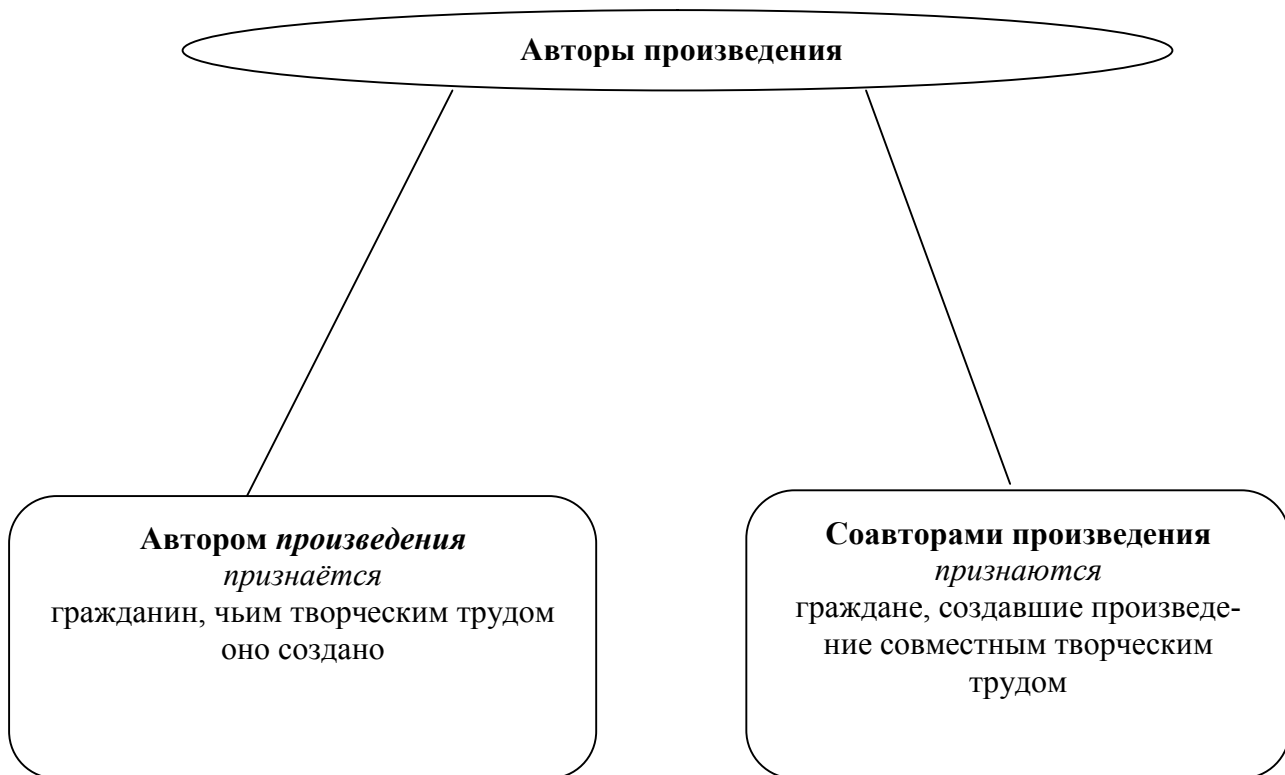 Авторы произведения
Автором произведения
признаётся
гражданин, чьим творческим трудом
оно создано
Соавторами произведения
признаются
граждане, создавшие произведе-
ние совместным творческим
трудом